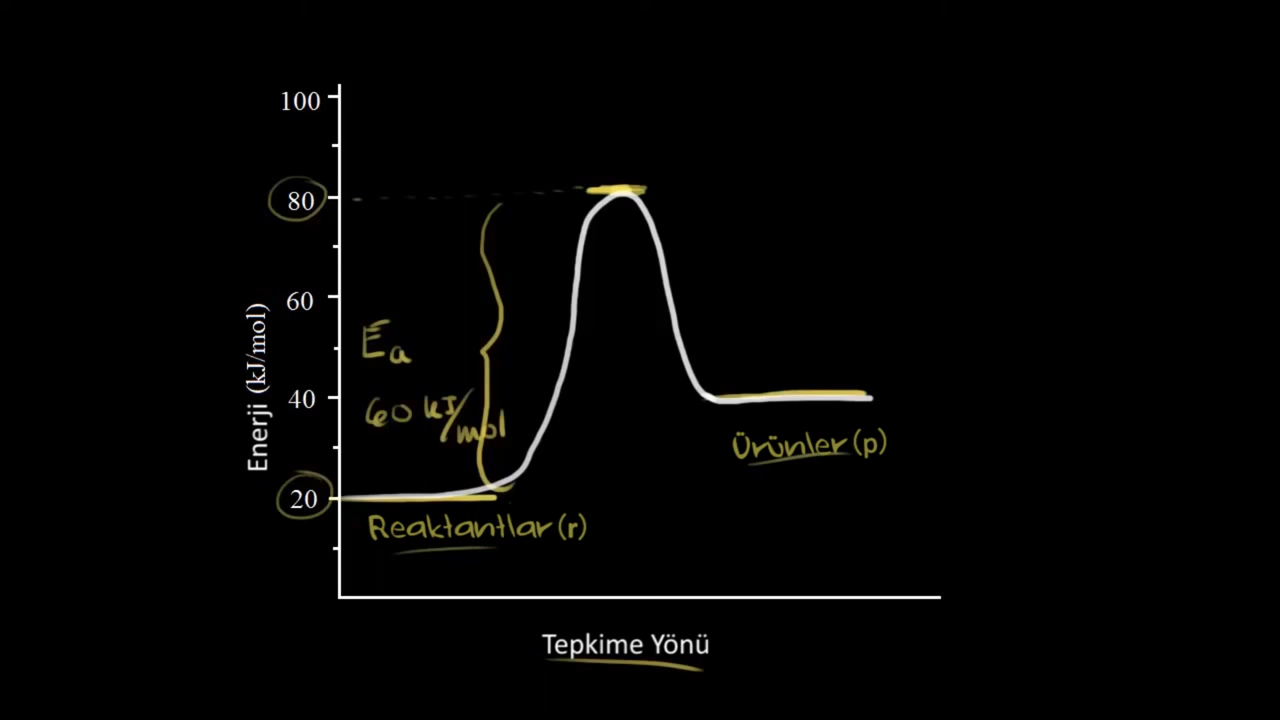 100
80
60
40
20
Enerji (kJ/mol)
Ea
60 kJ/mol
Reaktantlar (r)
Ürünler (p)
Tepkime Yönü